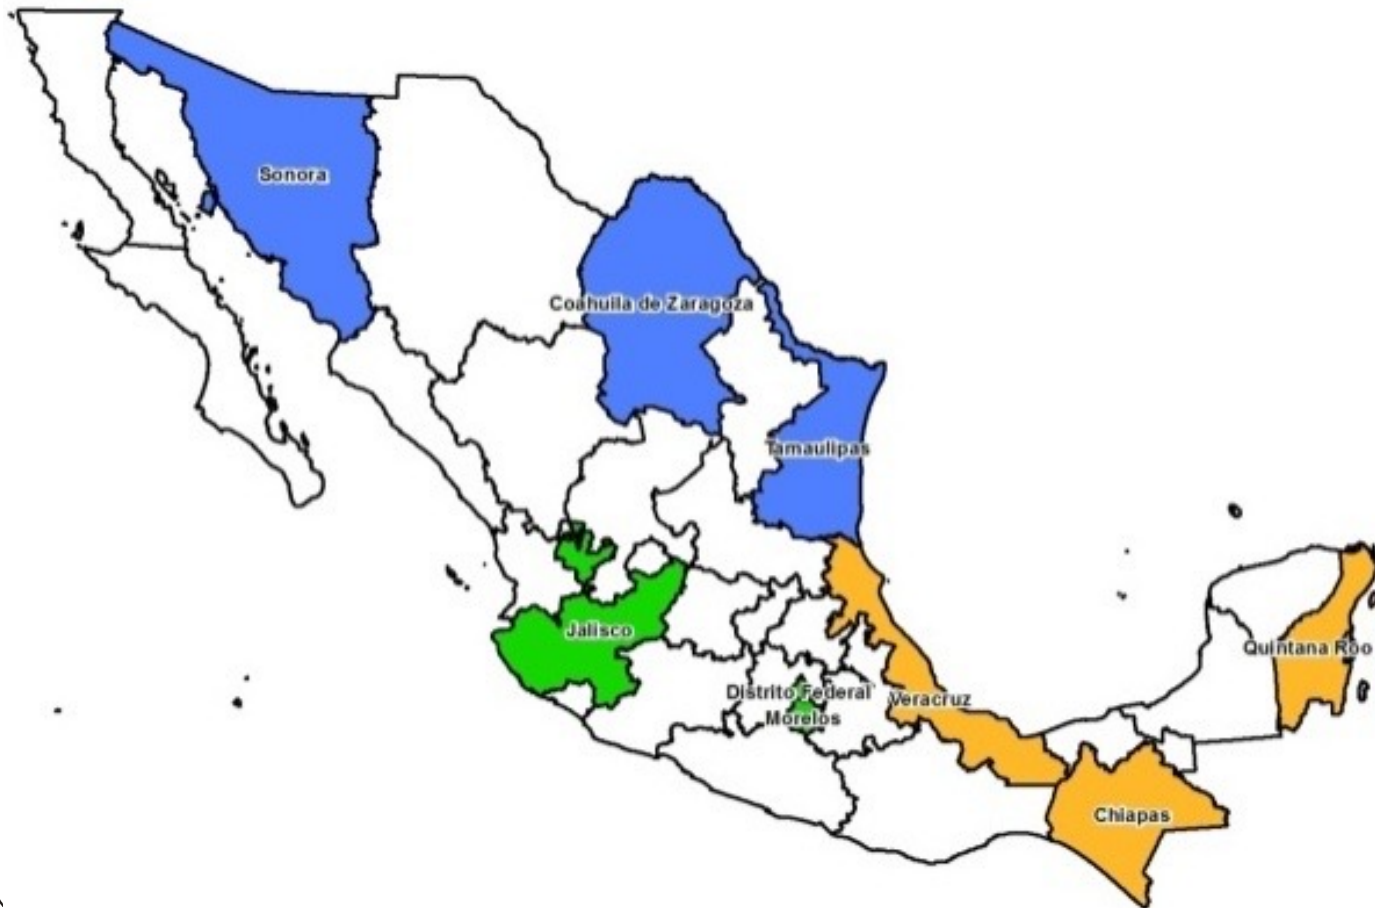 Sonora
Coahuila de Zaragoza
Tamaulipas
Jalisco
Quintana Roo
Distrito Federal
Veracruz
Morelos
Chiapas